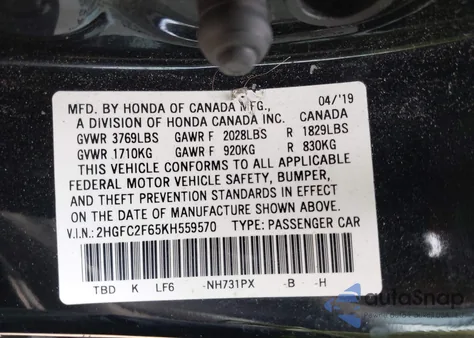 MFD. BY HONDA OF CANADA MFG., 04/'19
A DIVISION OF HONDA CANADA INC. CANADA
GVWR 3769LBS GAWR F 2028LBS R 1829LBS
GVWR 1710KG GAWR F 920KG R 830KG
THIS VEHICLE CONFORMS TO ALL APPLICABLE
FEDERAL MOTOR VEHICLE SAFETY, BUMPER,
AND THEFT PREVENTION STANDARDS IN EFFECT
ON THE DATE OF MANUFACTURE SHOWN ABOVE.
V.I.N.: 2HGFC2F65KH559570 TYPE: PASSENGER CAR
TBD K LF6 -NH731PX -B -H
autoSnap